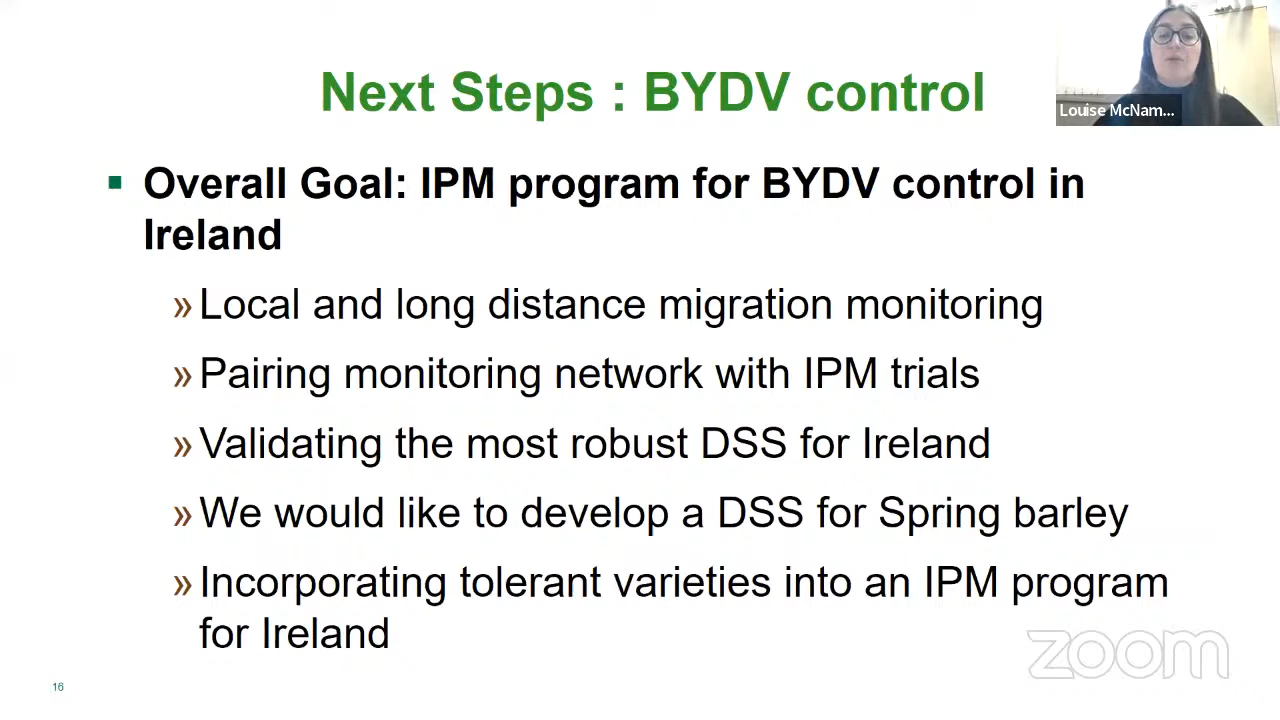 Next Steps : BYDV control
Louise McNam...
▪ Overall Goal: IPM program for BYDV control in
Ireland
» Local and long distance migration monitoring
» Pairing monitoring network with IPM trials
» Validating the most robust DSS for Ireland
» We would like to develop a DSS for Spring barley
» Incorporating tolerant varieties into an IPM program
for Ireland
zoom
16